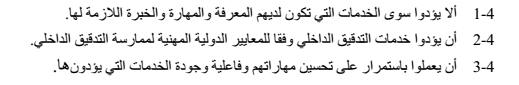 4-1 ألا يؤدوا سوى الخدمات التي تكون لديهم المعرفة والمهارة والخبرة اللازمة لها.
4-2 أن يؤدوا خدمات التدقيق الداخلي وفقا للمعايير الدولية المهنية لممارسة التدقيق الداخلي.
4-3 أن يعملوا باستمرار على تحسين مهاراتهم وفاعلية وجودة الخدمات التي يؤدونها.